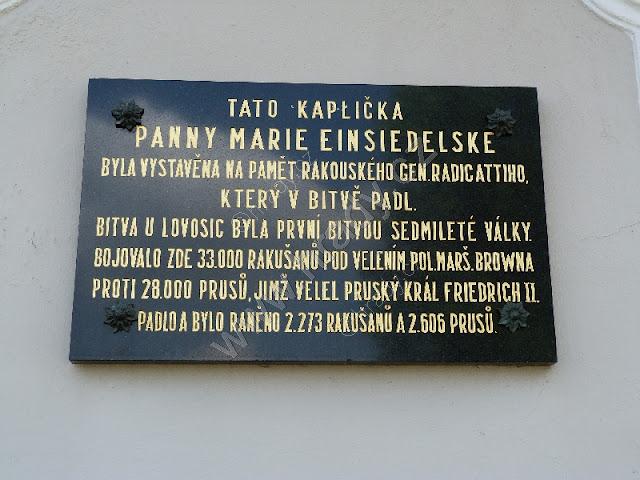 TATO KAPLIČKA
PANNY MARIE EINSIEDELSKE
BYLA VYSTAVĚNA NA PAMĚŤ RAKOUSKÉHO GEN. RADICATTIHO,
KTERÝ V BITVĚ PADL.
BITVA U LOVOSIC BYLA PRVNÍ BITVOU SEDMILETÉ VÁLKY.
BOJOVALO ZDE 33.000 RAKUŠANŮ POD VELENÍM POL. MARŠ. BROWNA
PROTI 28.000 PRUSŮ, JIMŽ VELEL PRUSKÝ KRÁL FRIEDRICH II.
PADLO A BYLO RANĚNO 2.273 RAKUŠANŮ A 2.606 PRUSŮ.